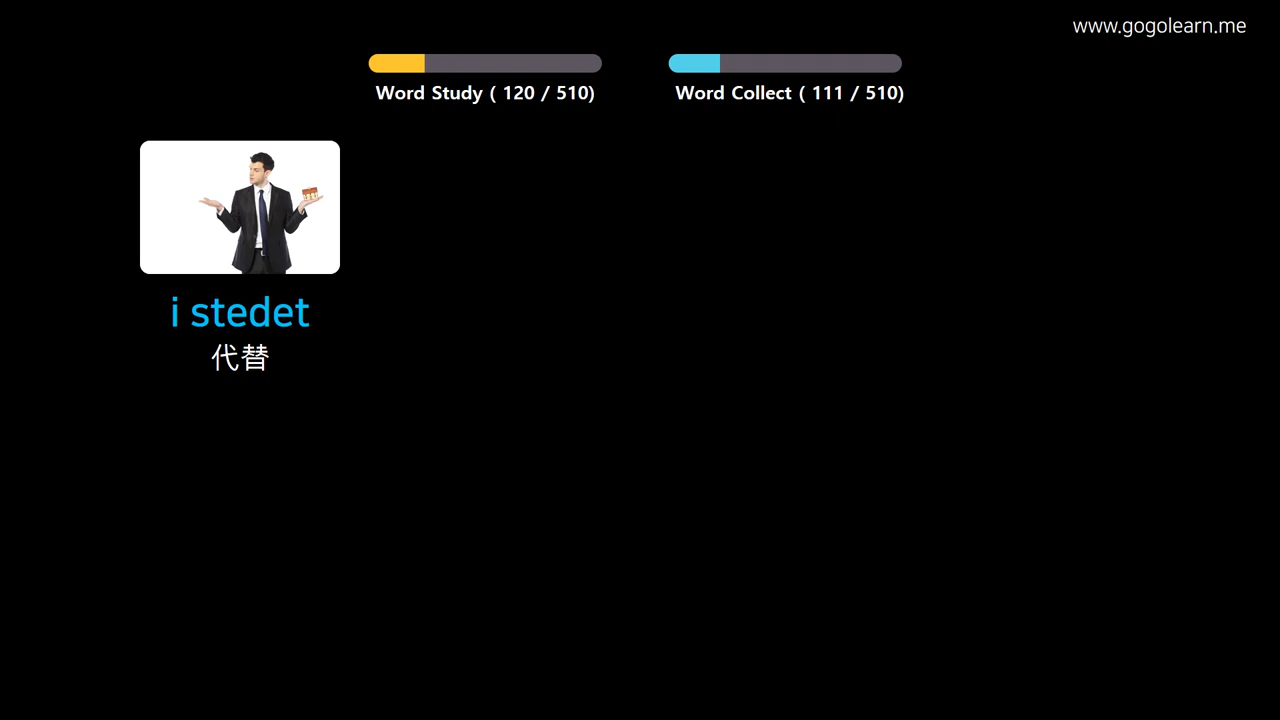 www.gogolearn.me
Word Study ( 120 / 510)
Word Collect ( 111 / 510)
i stedet
代替